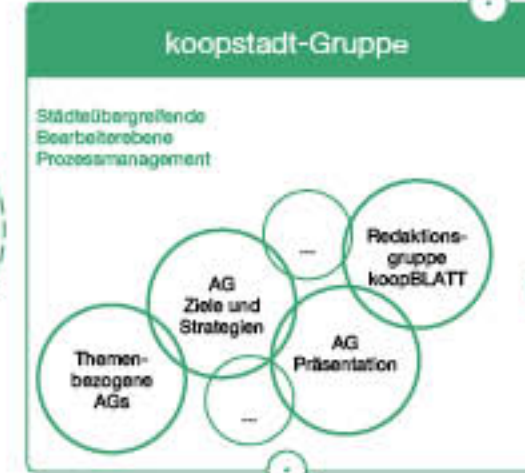 koopstadt-Gruppe
Städteübergreifende
Bearbeiterebene
Prozessmanagement
...
Redaktions-
gruppe
koopBLATT
AG
Ziele und
Strategien
AG
Präsentation
Themen-
bezogene
AGs
...